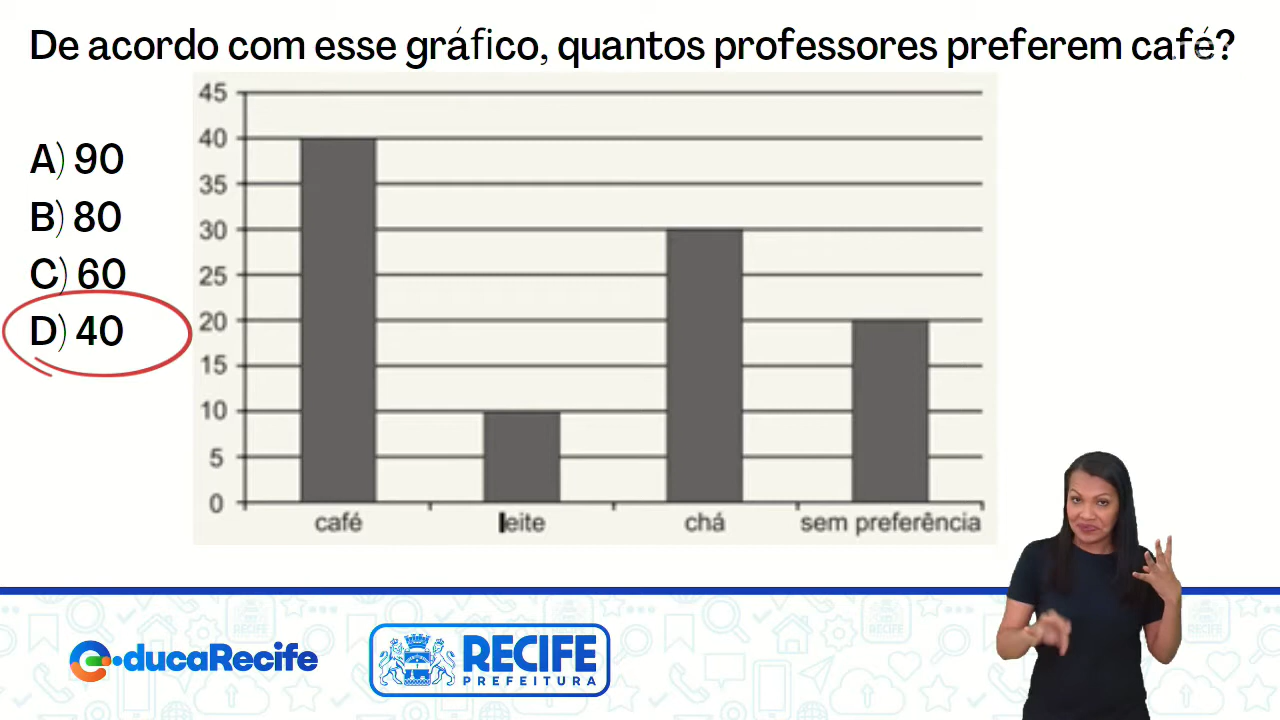 De acordo com esse gráfico, quantos professores preferem café?
A) 90
B) 80
C) 60
D) 40
45
40
35
30
25
20
15
10
5
0
café
leite
chá
sem preferência
educaRecife
RECIFE
PREFEITURA